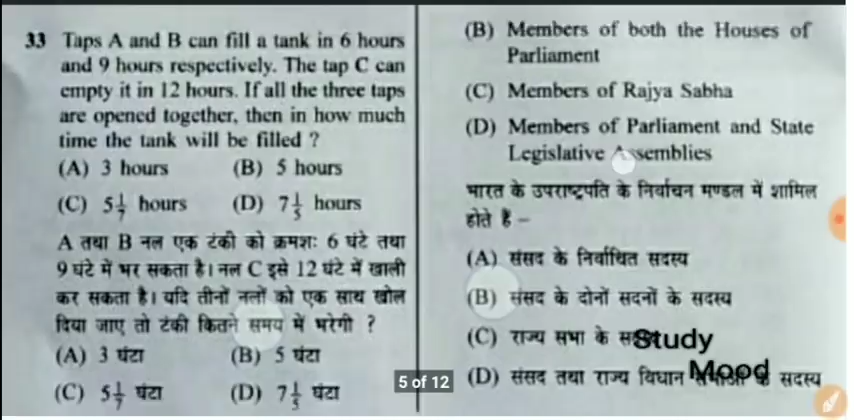 33 Taps A and B can fill a tank in 6 hours
and 9 hours respectively. The tap C can
empty it in 12 hours. If all the three taps
are opened together, then in how much
time the tank will be filled ?
(A) 3 hours (B) 5 hours
(C) 5 1/7 hours (D) 7 1/5 hours
A तथा B नल एक टंकी को क्रमशः 6 घंटे तथा
9 घंटे में भर सकता है। नल C इसे 12 घंटे में खाली
कर सकता है। यदि तीनों नलों को एक साथ खोल
दिया जाए तो टंकी कितने समय में भरेगी ?
(A) 3 घंटा (B) 5 घंटा
(C) 5 1/7 घंटा (D) 7 1/5 घंटा
5 of 12
(B) Members of both the Houses of
Parliament
(C) Members of Rajya Sabha
(D) Members of Parliament and State
Legislative Assemblies
भारत के उपराष्ट्रपति के निर्वाचन मण्डल में शामिल
होते है –
(A) संसद के निर्वाचित सदस्य
(B) संसद के दोनों सदनों के सदस्य
(C) राज्य सभा के
(D) संसद तथा राज्य विधान सदस्य
Study
Mood